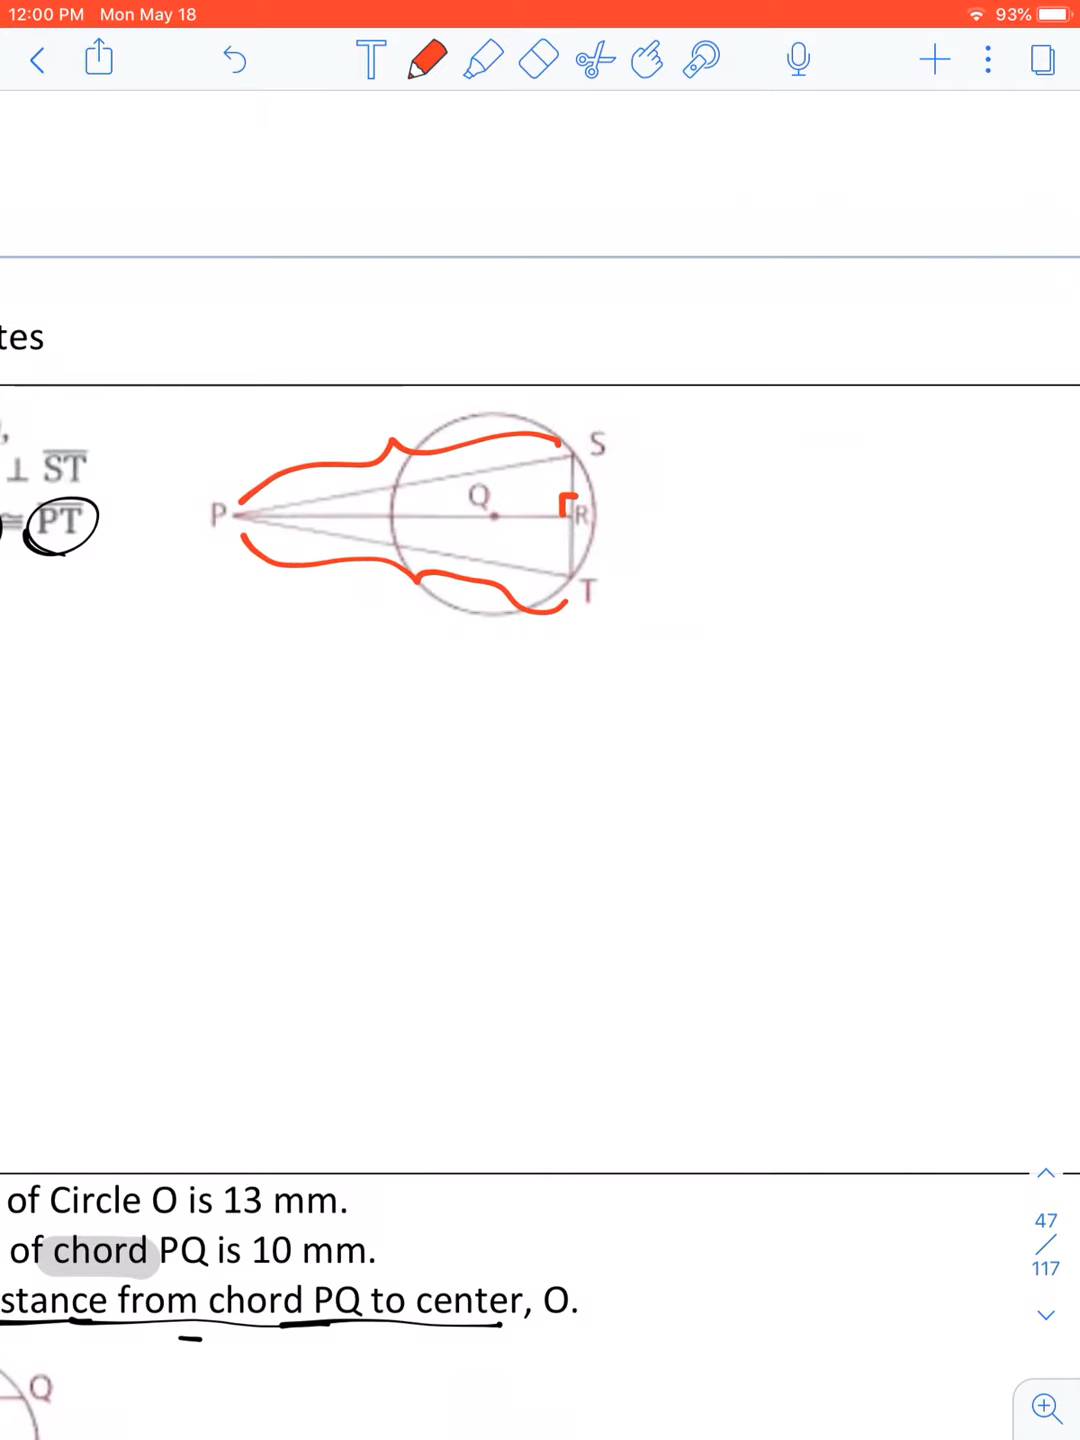 12:00 PM Mon May 18
93%
T
tes
,
⊥ ST
≅ PT
S
Q
P
R
T
of Circle O is 13 mm.
of chord PQ is 10 mm.
stance from chord PQ to center, O.
47
/
117
Q